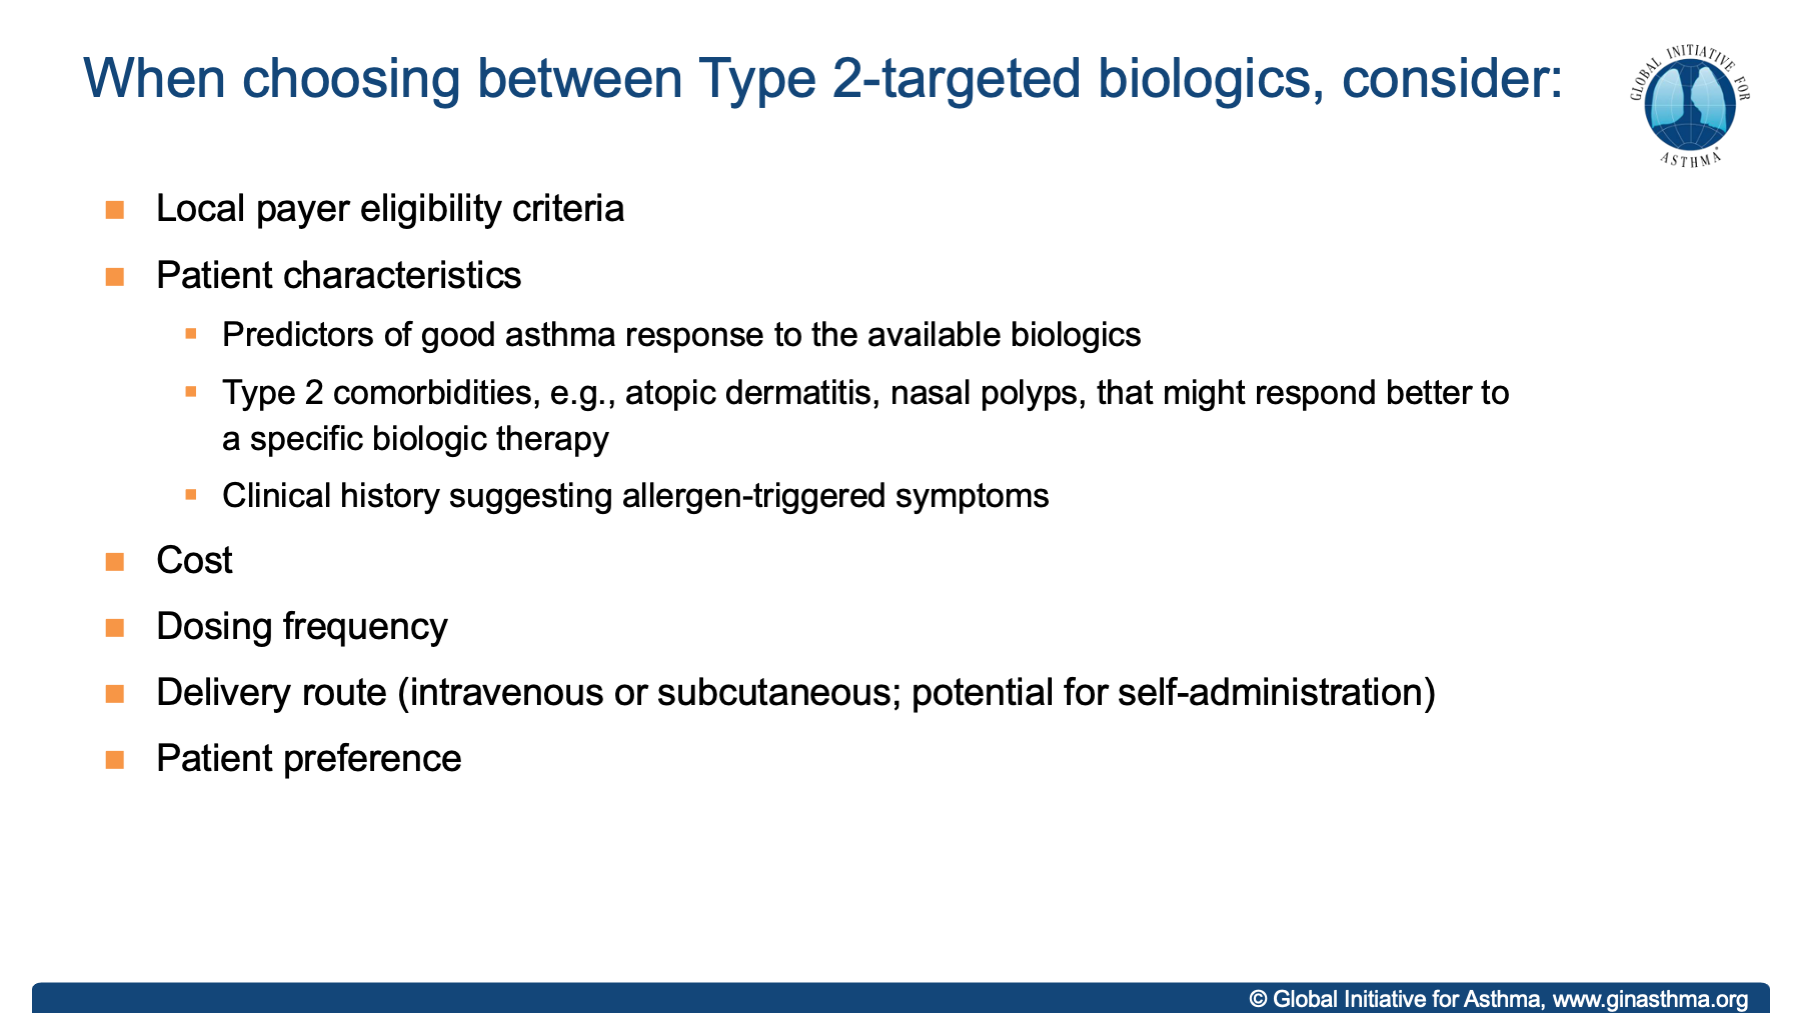 When choosing between Type 2-targeted biologics, consider:
GLOBAL INITIATIVE FOR
ASTHMA
Local payer eligibility criteria
Patient characteristics
Predictors of good asthma response to the available biologics
Type 2 comorbidities, e.g., atopic dermatitis, nasal polyps, that might respond better to
a specific biologic therapy
Clinical history suggesting allergen-triggered symptoms
Cost
Dosing frequency
Delivery route (intravenous or subcutaneous; potential for self-administration)
Patient preference
© Global Initiative for Asthma, www.ginasthma.org